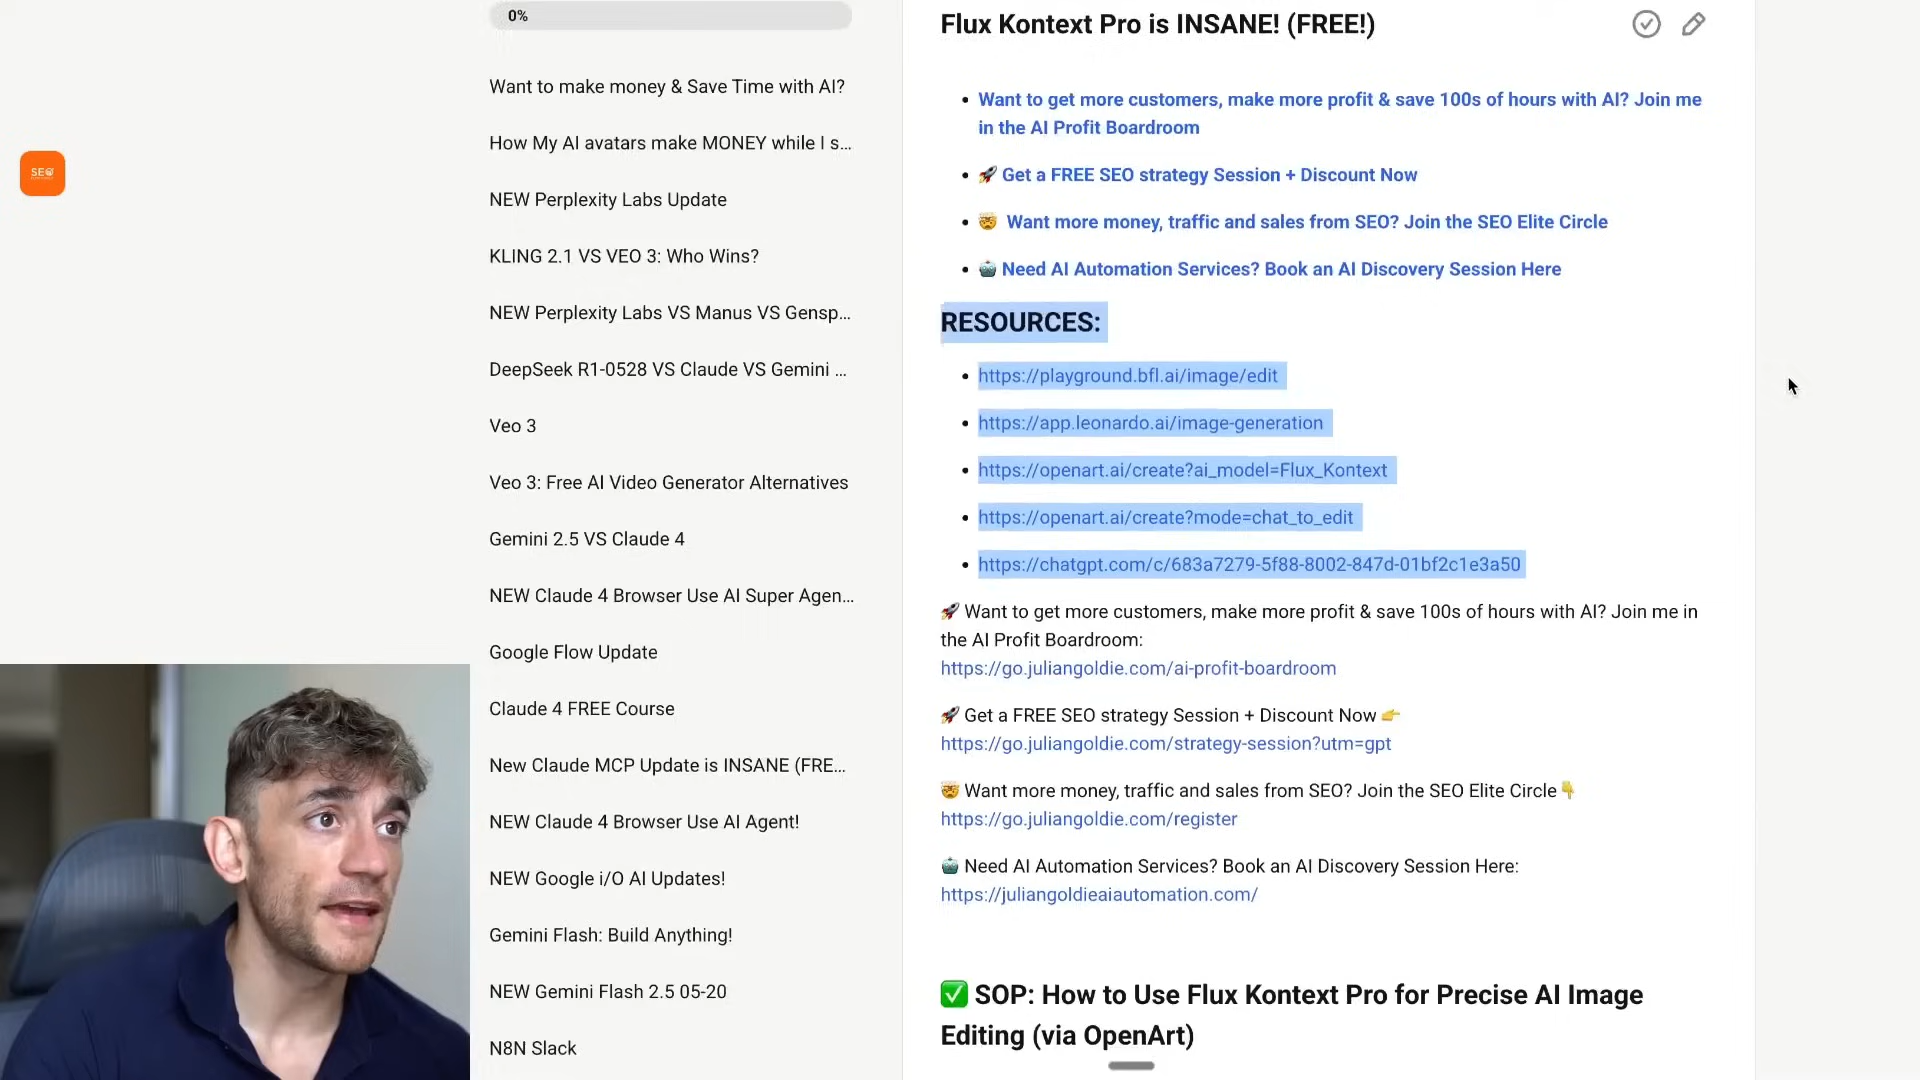 0%
Want to make money & Save Time with AI?
How My AI avatars make MONEY while I s...
NEW Perplexity Labs Update
KLING 2.1 VS VEO 3: Who Wins?
NEW Perplexity Labs VS Manus VS Gensp...
DeepSeek R1-0528 VS Claude VS Gemini ...
Veo 3
Veo 3: Free AI Video Generator Alternatives
Gemini 2.5 VS Claude 4
NEW Claude 4 Browser Use AI Super Agen...
Google Flow Update
Claude 4 FREE Course
New Claude MCP Update is INSANE (FRE...
NEW Claude 4 Browser Use AI Agent!
NEW Google i/O AI Updates!
Gemini Flash: Build Anything!
NEW Gemini Flash 2.5 05-20
N8N Slack
SEO
Flux Kontext Pro is INSANE! (FREE!)
• Want to get more customers, make more profit & save 100s of hours with AI? Join me
in the AI Profit Boardroom
• 🚀 Get a FREE SEO strategy Session + Discount Now
• 🤯 Want more money, traffic and sales from SEO? Join the SEO Elite Circle
• 🤖 Need AI Automation Services? Book an AI Discovery Session Here
RESOURCES:
• https://playground.bfl.ai/image/edit
• https://app.leonardo.ai/image-generation
• https://openart.ai/create?ai_model=Flux_Kontext
• https://openart.ai/create?mode=chat_to_edit
• https://chatgpt.com/c/683a7279-5f88-8002-847d-01bf2c1e3a50
🚀 Want to get more customers, make more profit & save 100s of hours with AI? Join me in
the AI Profit Boardroom:
https://go.juliangoldie.com/ai-profit-boardroom
🚀 Get a FREE SEO strategy Session + Discount Now 👉
https://go.juliangoldie.com/strategy-session?utm=gpt
🤯 Want more money, traffic and sales from SEO? Join the SEO Elite Circle👇
https://go.juliangoldie.com/register
🤖 Need AI Automation Services? Book an AI Discovery Session Here:
https://juliangoldieaiautomation.com/
✅ SOP: How to Use Flux Kontext Pro for Precise AI Image
Editing (via OpenArt)